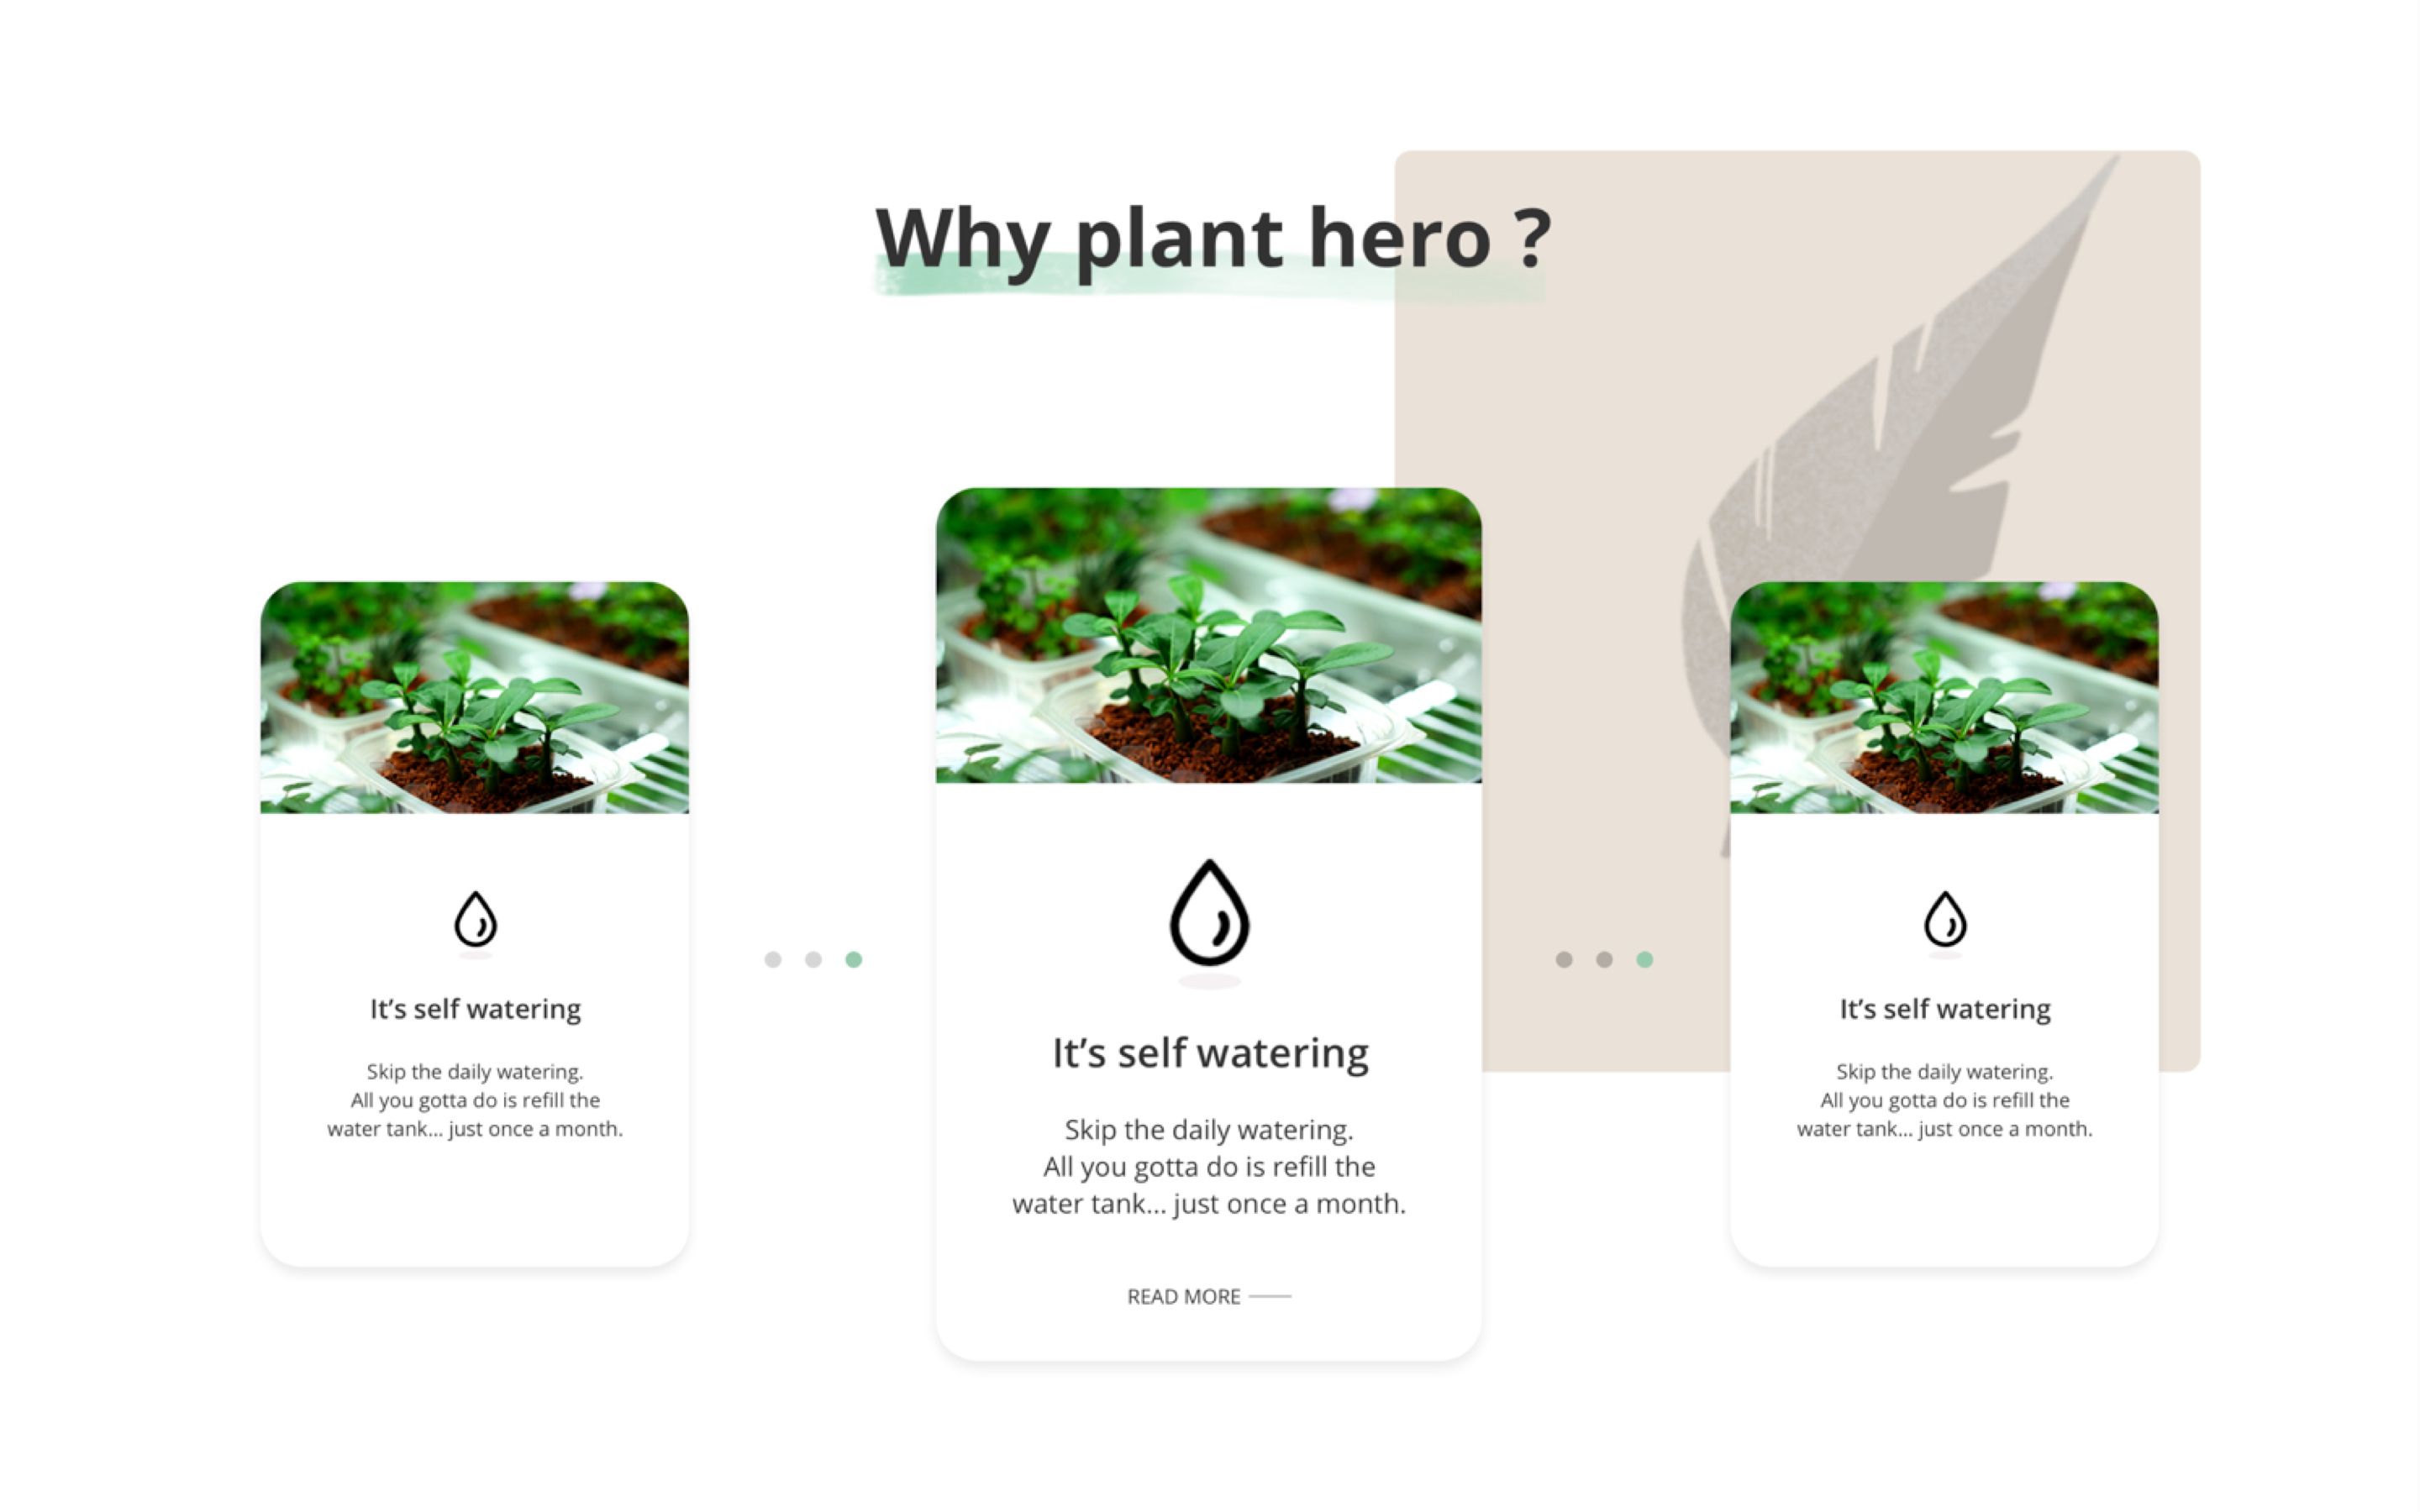 Why plant hero ?
It’s self watering
Skip the daily watering.
All you gotta do is refill the
water tank... just once a month.
It’s self watering
Skip the daily watering.
All you gotta do is refill the
water tank... just once a month.
READ MORE
It’s self watering
Skip the daily watering.
All you gotta do is refill the
water tank... just once a month.